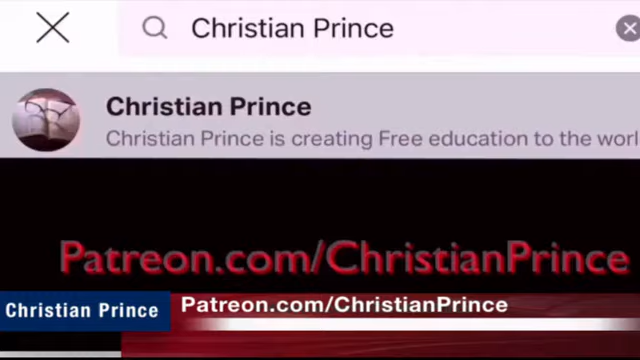 Christian Prince
Christian Prince
Christian Prince is creating Free education to the worl
Patreon.com/ChristianPrince
Christian Prince
Patreon.com/ChristianPrince